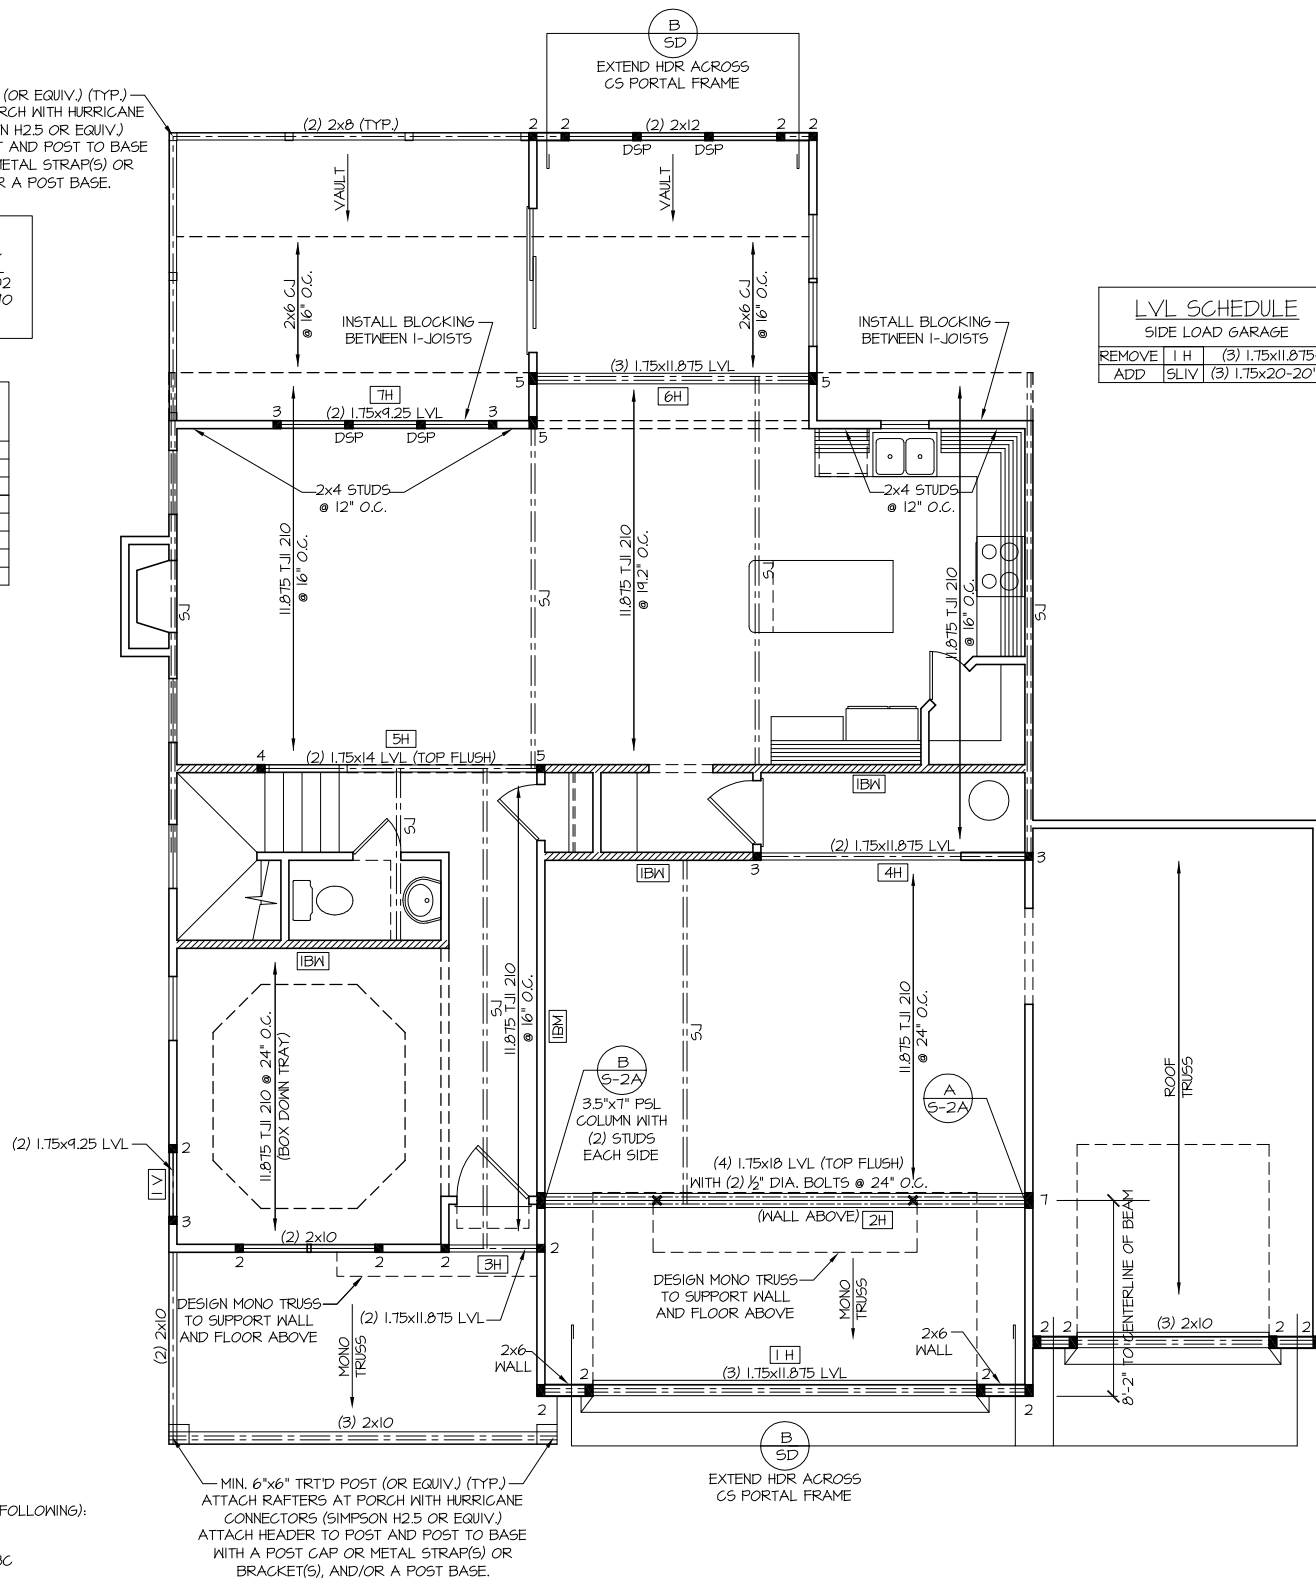 B
SD
EXTEND HDR ACROSS
CS PORTAL FRAME
(OR EQUIV.) (TYP.)
RCH WITH HURRICANE
N H2.5 OR EQUIV.)
T AND POST TO BASE
METAL STRAP(S) OR
R A POST BASE.
(2) 2x8 (TYP.)
2
2
(2) 2x12
2
2
DSP
DSP
VAULT
VAULT
2x6 CJ
@ 16" O.C.
2x6 CJ
@ 16" O.C.
INSTALL BLOCKING
BETWEEN I-JOISTS
INSTALL BLOCKING
BETWEEN I-JOISTS
LVL SCHEDULE
SIDE LOAD GARAGE
REMOVE 1 H (3) 1.75x11.875
ADD SLIV (3) 1.75x20-20'
(3) 1.75x11.875 LVL
5
5
7H
6H
3
(2) 1.75x9.25 LVL
3
DSP
DSP
5
2x4 STUDS
@ 12" O.C.
2x4 STUDS
@ 12" O.C.
11.875 TJI 210
@ 16" O.C.
11.875 TJI 210
@ 19.2" O.C.
11.875 TJI 210
@ 16" O.C.
SJ
SJ
SJ
SJ
5H
4
(2) 1.75x14 LVL (TOP FLUSH)
5
IBW
SJ
(2) 1.75x11.875 LVL
3
3
IBW
4H
IBW
11.875 TJI 210
@ 16" O.C.
SJ
SJ
11.875 TJI 210
@ 24" O.C.
11.875 TJI 210 @ 24" O.C.
(BOX DOWN TRAY)
IBM
B
S-2A
3.5"x7" PSL
COLUMN WITH
(2) STUDS
EACH SIDE
A
S-2A
ROOF
TRUSS
(2) 1.75x9.25 LVL
2
1 V
3
(4) 1.75x18 LVL (TOP FLUSH)
WITH (2) ½" DIA. BOLTS @ 24" O.C.
7
(WALL ABOVE)
2H
(2) 2x10
2
2
2
2
3H
DESIGN MONO TRUSS
TO SUPPORT WALL
AND FLOOR ABOVE
(2) 1.75x11.875 LVL
DESIGN MONO TRUSS
TO SUPPORT WALL
AND FLOOR ABOVE
MONO
TRUSS
MONO
TRUSS
(2) 2x10
2x6
WALL
2x6
WALL
1 H
(3) 1.75x11.875 LVL
2
2
2
2
8'-2" TO CENTERLINE OF BEAM
2
2
(3) 2x10
2
2
(3) 2x10
B
SD
EXTEND HDR ACROSS
CS PORTAL FRAME
MIN. 6"x6" TRT'D POST (OR EQUIV.) (TYP.)
ATTACH RAFTERS AT PORCH WITH HURRICANE
CONNECTORS (SIMPSON H2.5 OR EQUIV.)
ATTACH HEADER TO POST AND POST TO BASE
WITH A POST CAP OR METAL STRAP(S) OR
BRACKET(S), AND/OR A POST BASE.
FOLLOWING):